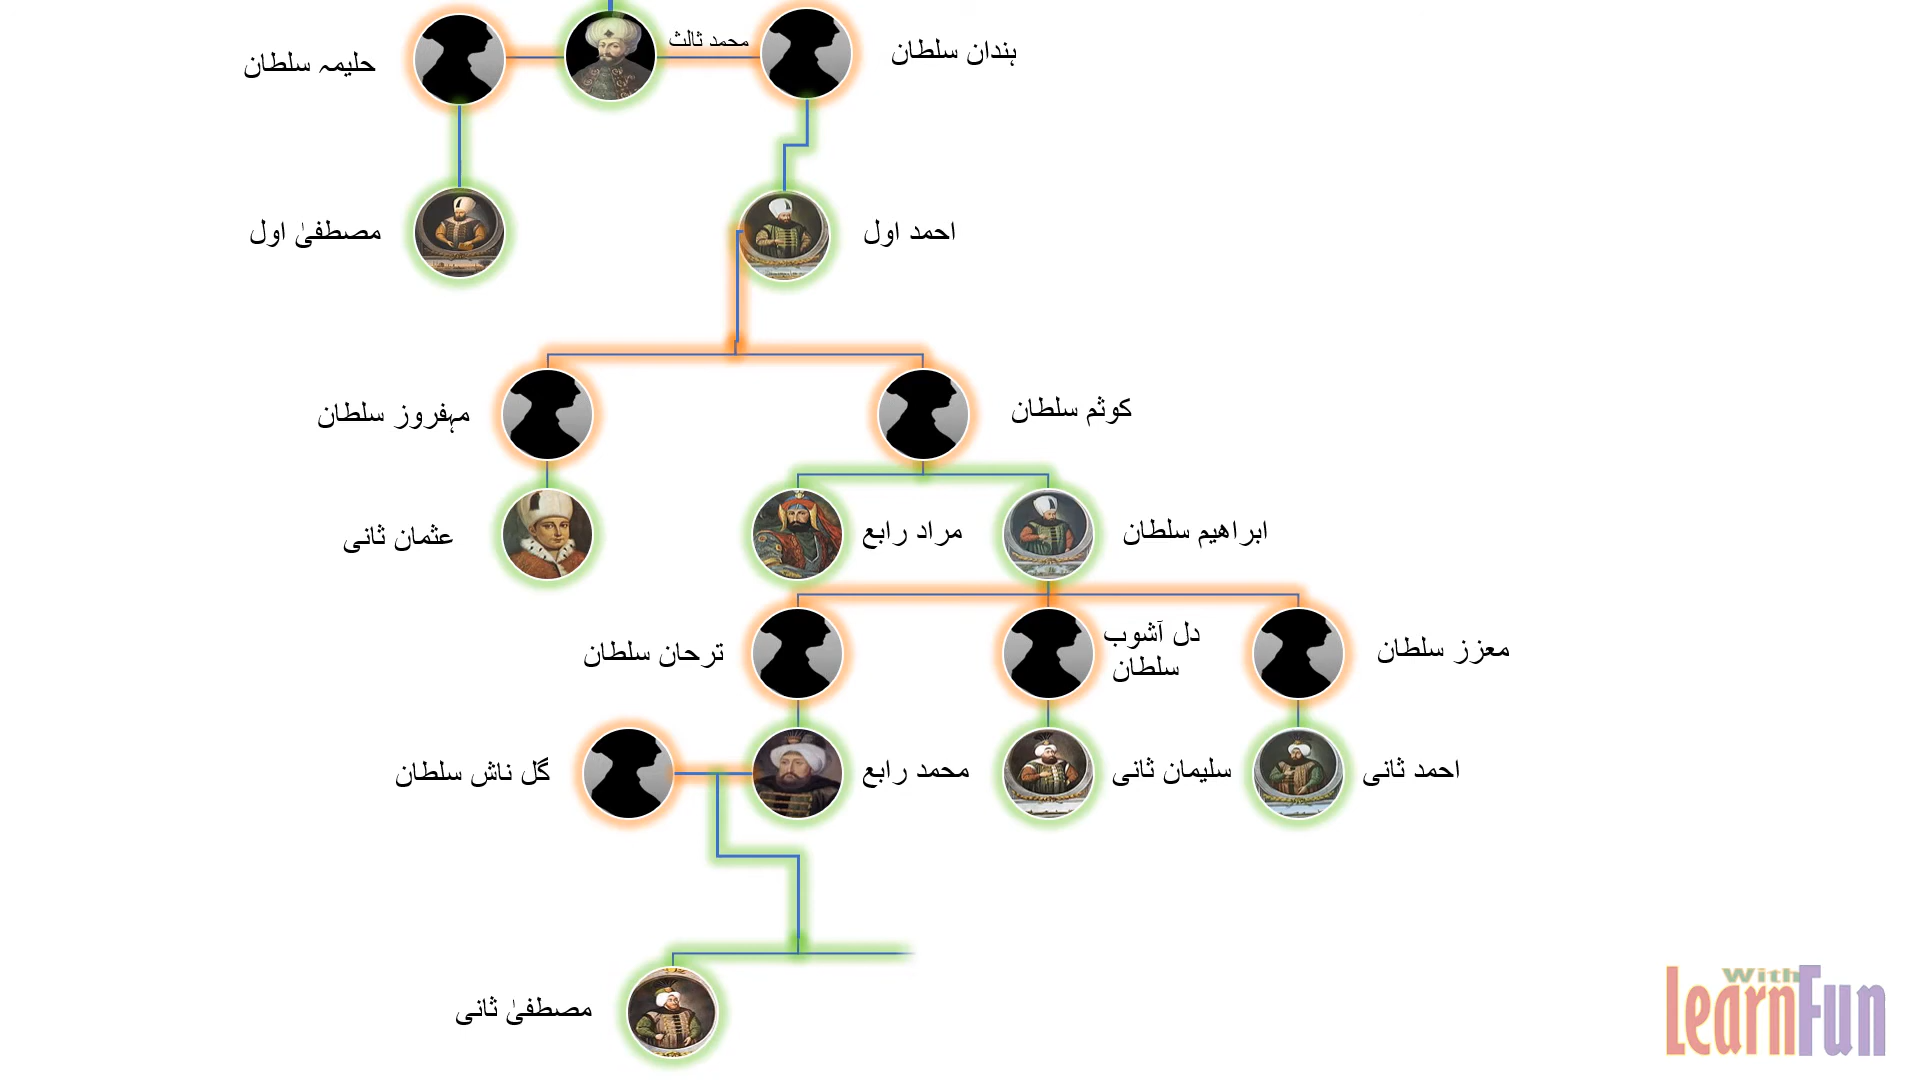 محمد ثالث
ہندان سلطان
حلیمہ سلطان
احمد اول
مصطفیٰ اول
کوثم سلطان
مہفروز سلطان
ابراھیم سلطان
مراد رابع
عثمان ثانی
معزز سلطان
دل آشوب
سلطان
ترحان سلطان
احمد ثانی
سلیمان ثانی
محمد رابع
گل ناش سلطان
مصطفیٰ ثانی
With
LearnFun